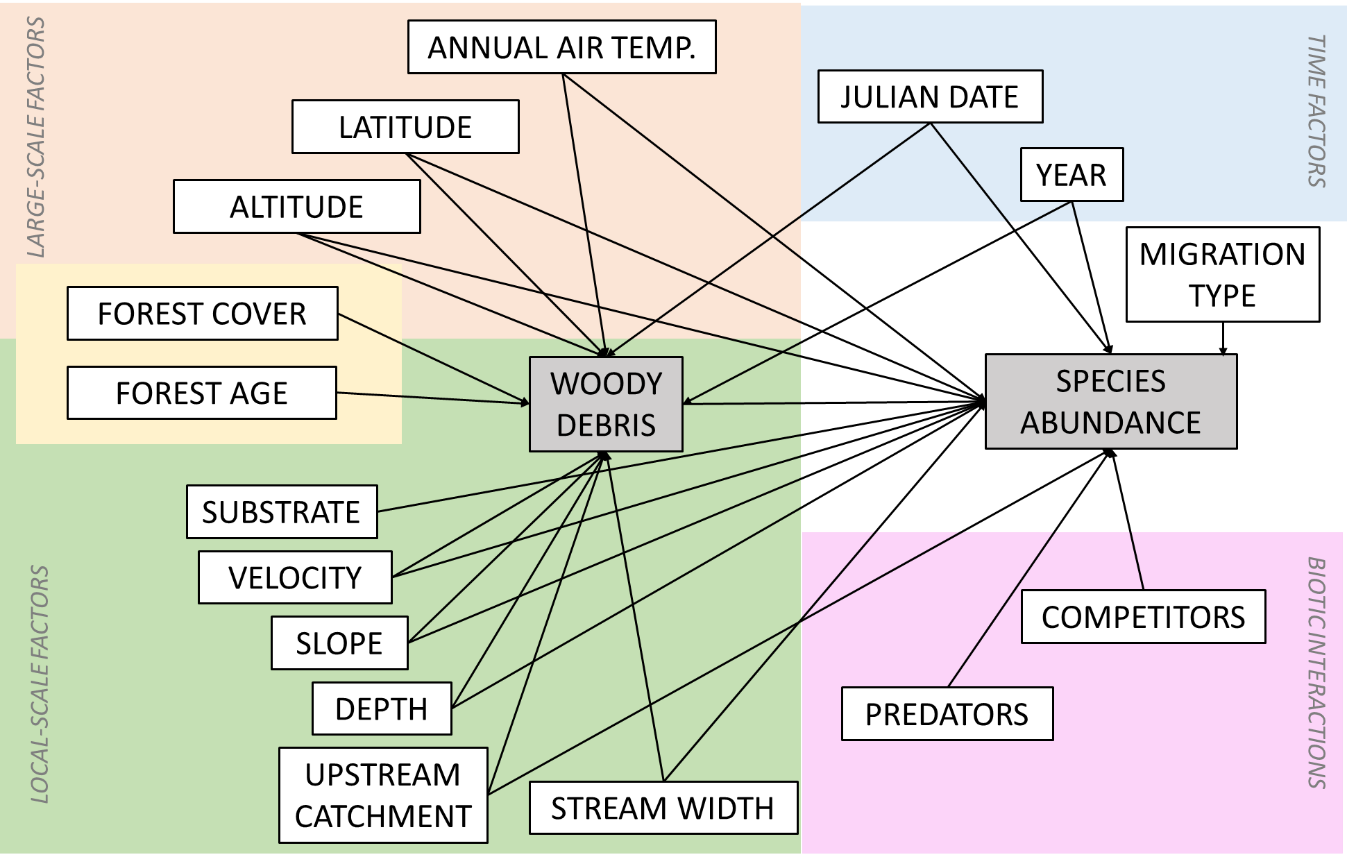 LARGE-SCALE FACTORS
ANNUAL AIR TEMP.
LATITUDE
ALTITUDE
TIME FACTORS
JULIAN DATE
YEAR
MIGRATION
TYPE
FOREST COVER
FOREST AGE
WOODY
DEBRIS
SPECIES
ABUNDANCE
LOCAL-SCALE FACTORS
SUBSTRATE
VELOCITY
SLOPE
DEPTH
UPSTREAM
CATCHMENT
STREAM WIDTH
BIOTIC INTERACTIONS
COMPETITORS
PREDATORS